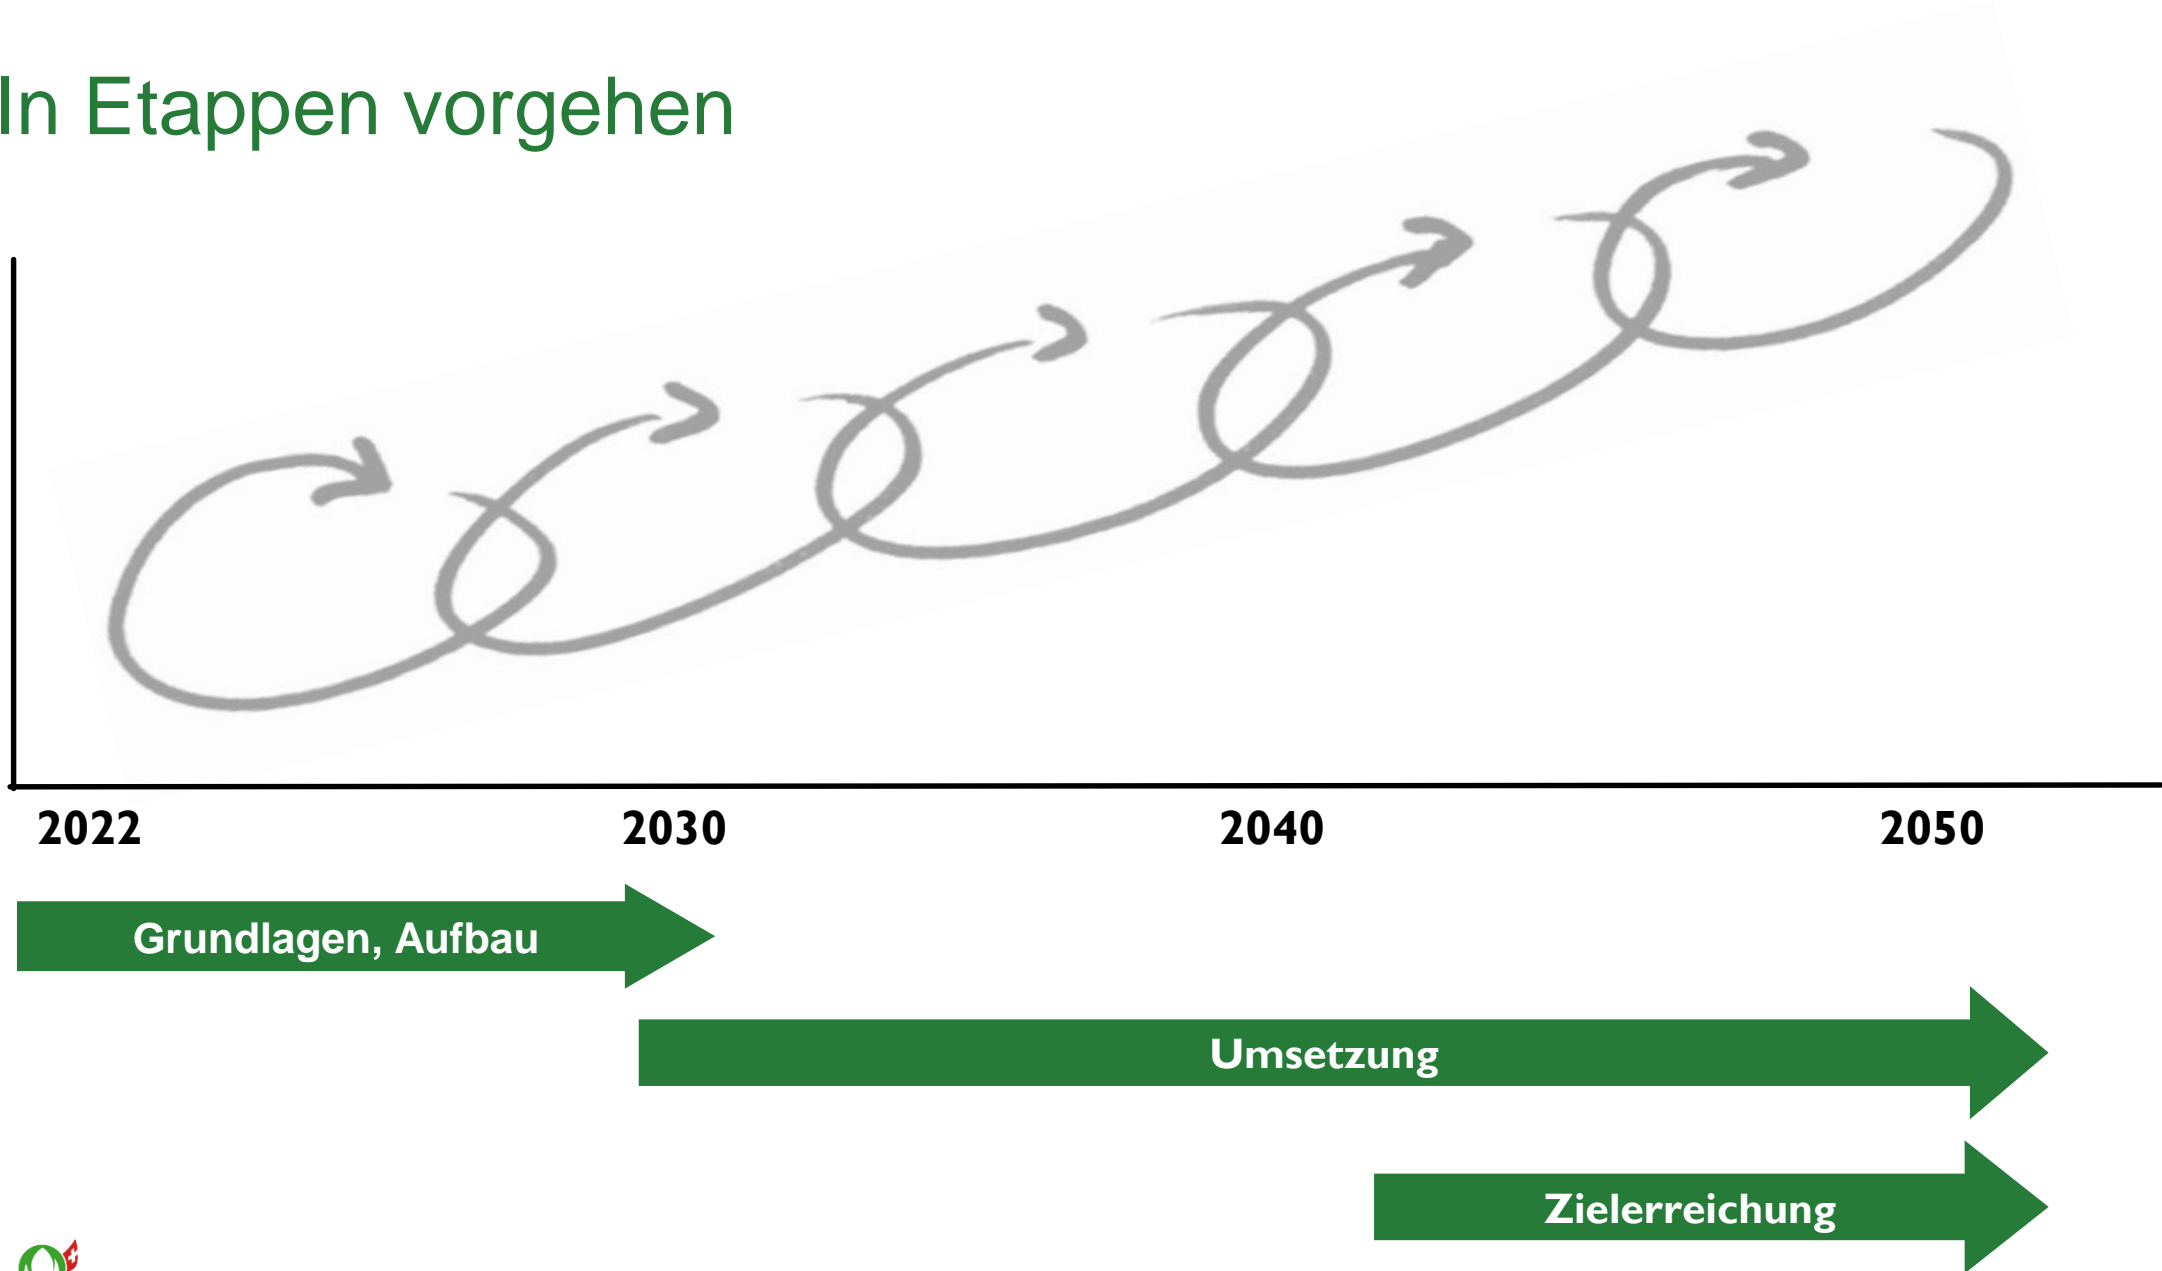 In Etappen vorgehen
2022 2030 2040 2050
Grundlagen, Aufbau
Umsetzung
Zielerreichung